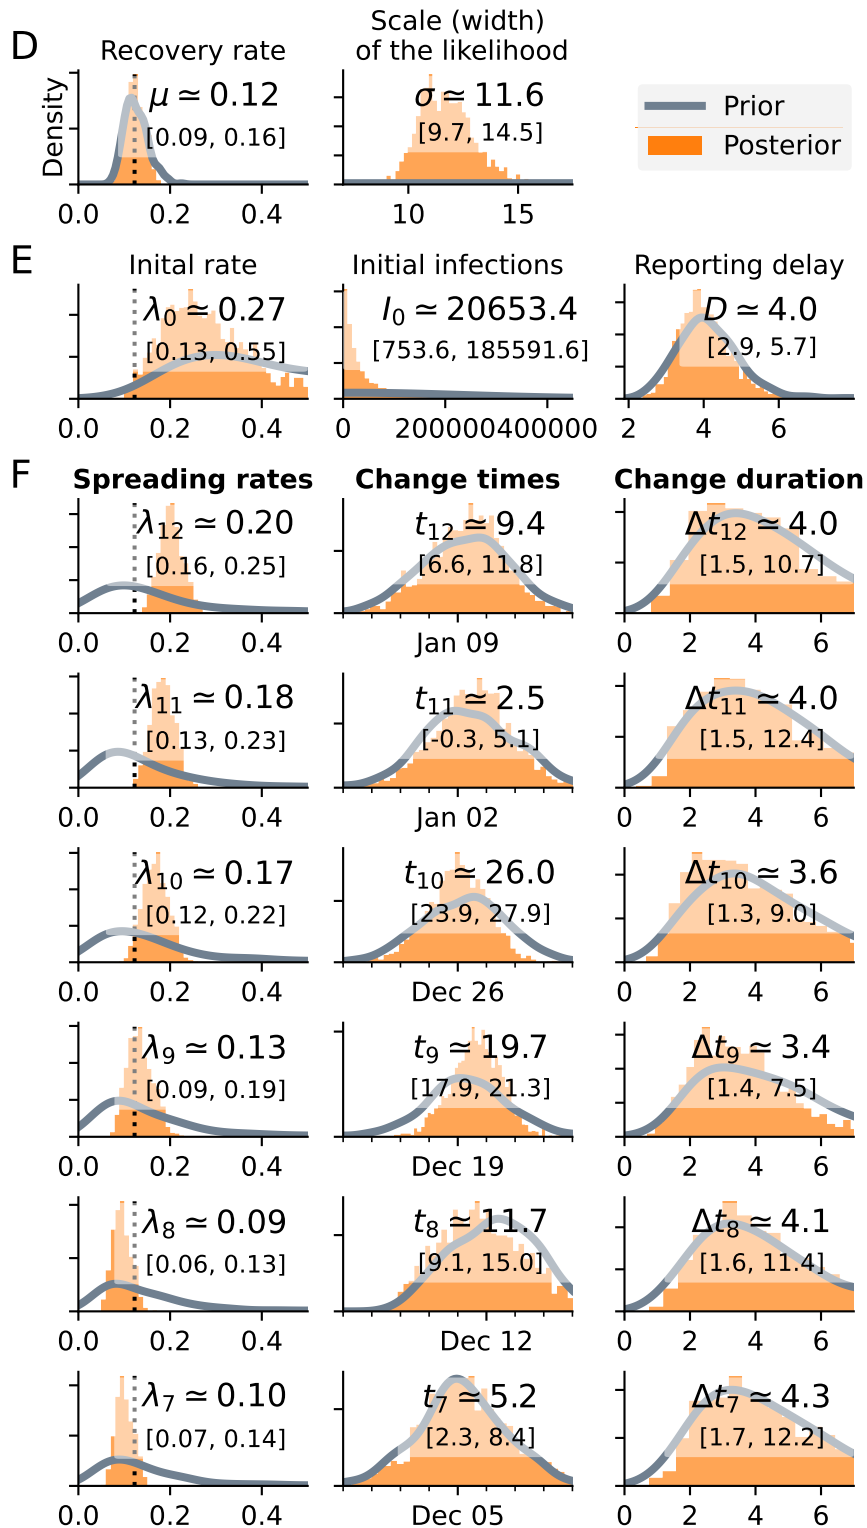 D
Recovery rate
Scale (width)
of the likelihood
Density
μ ≃ 0.12
[0.09, 0.16]
0.0 0.2 0.4
σ ≃ 11.6
[9.7, 14.5]
10 15
Prior
Posterior
E
Inital rate
Initial infections
Reporting delay
λ0 ≃ 0.27
[0.13, 0.55]
0.0 0.2 0.4
I0 ≃ 20653.4
[753.6, 185591.6]
0 200000400000
D ≃ 4.0
[2.9, 5.7]
2 4 6
F
Spreading rates
Change times
Change duration
λ12 ≃ 0.20
[0.16, 0.25]
0.0 0.2 0.4
t12 ≃ 9.4
[6.6, 11.8]
Jan 09
Δt12 ≃ 4.0
[1.5, 10.7]
0 2 4 6
λ11 ≃ 0.18
[0.13, 0.23]
0.0 0.2 0.4
t11 ≃ 2.5
[-0.3, 5.1]
Jan 02
Δt11 ≃ 4.0
[1.5, 12.4]
0 2 4 6
λ10 ≃ 0.17
[0.12, 0.22]
0.0 0.2 0.4
t10 ≃ 26.0
[23.9, 27.9]
Dec 26
Δt10 ≃ 3.6
[1.3, 9.0]
0 2 4 6
λ9 ≃ 0.13
[0.09, 0.19]
0.0 0.2 0.4
t9 ≃ 19.7
[17.9, 21.3]
Dec 19
Δt9 ≃ 3.4
[1.4, 7.5]
0 2 4 6
λ8 ≃ 0.09
[0.06, 0.13]
0.0 0.2 0.4
t8 ≃ 11.7
[9.1, 15.0]
Dec 12
Δt8 ≃ 4.1
[1.6, 11.4]
0 2 4 6
λ7 ≃ 0.10
[0.07, 0.14]
0.0 0.2 0.4
t7 ≃ 5.2
[2.3, 8.4]
Dec 05
Δt7 ≃ 4.3
[1.7, 12.2]
0 2 4 6